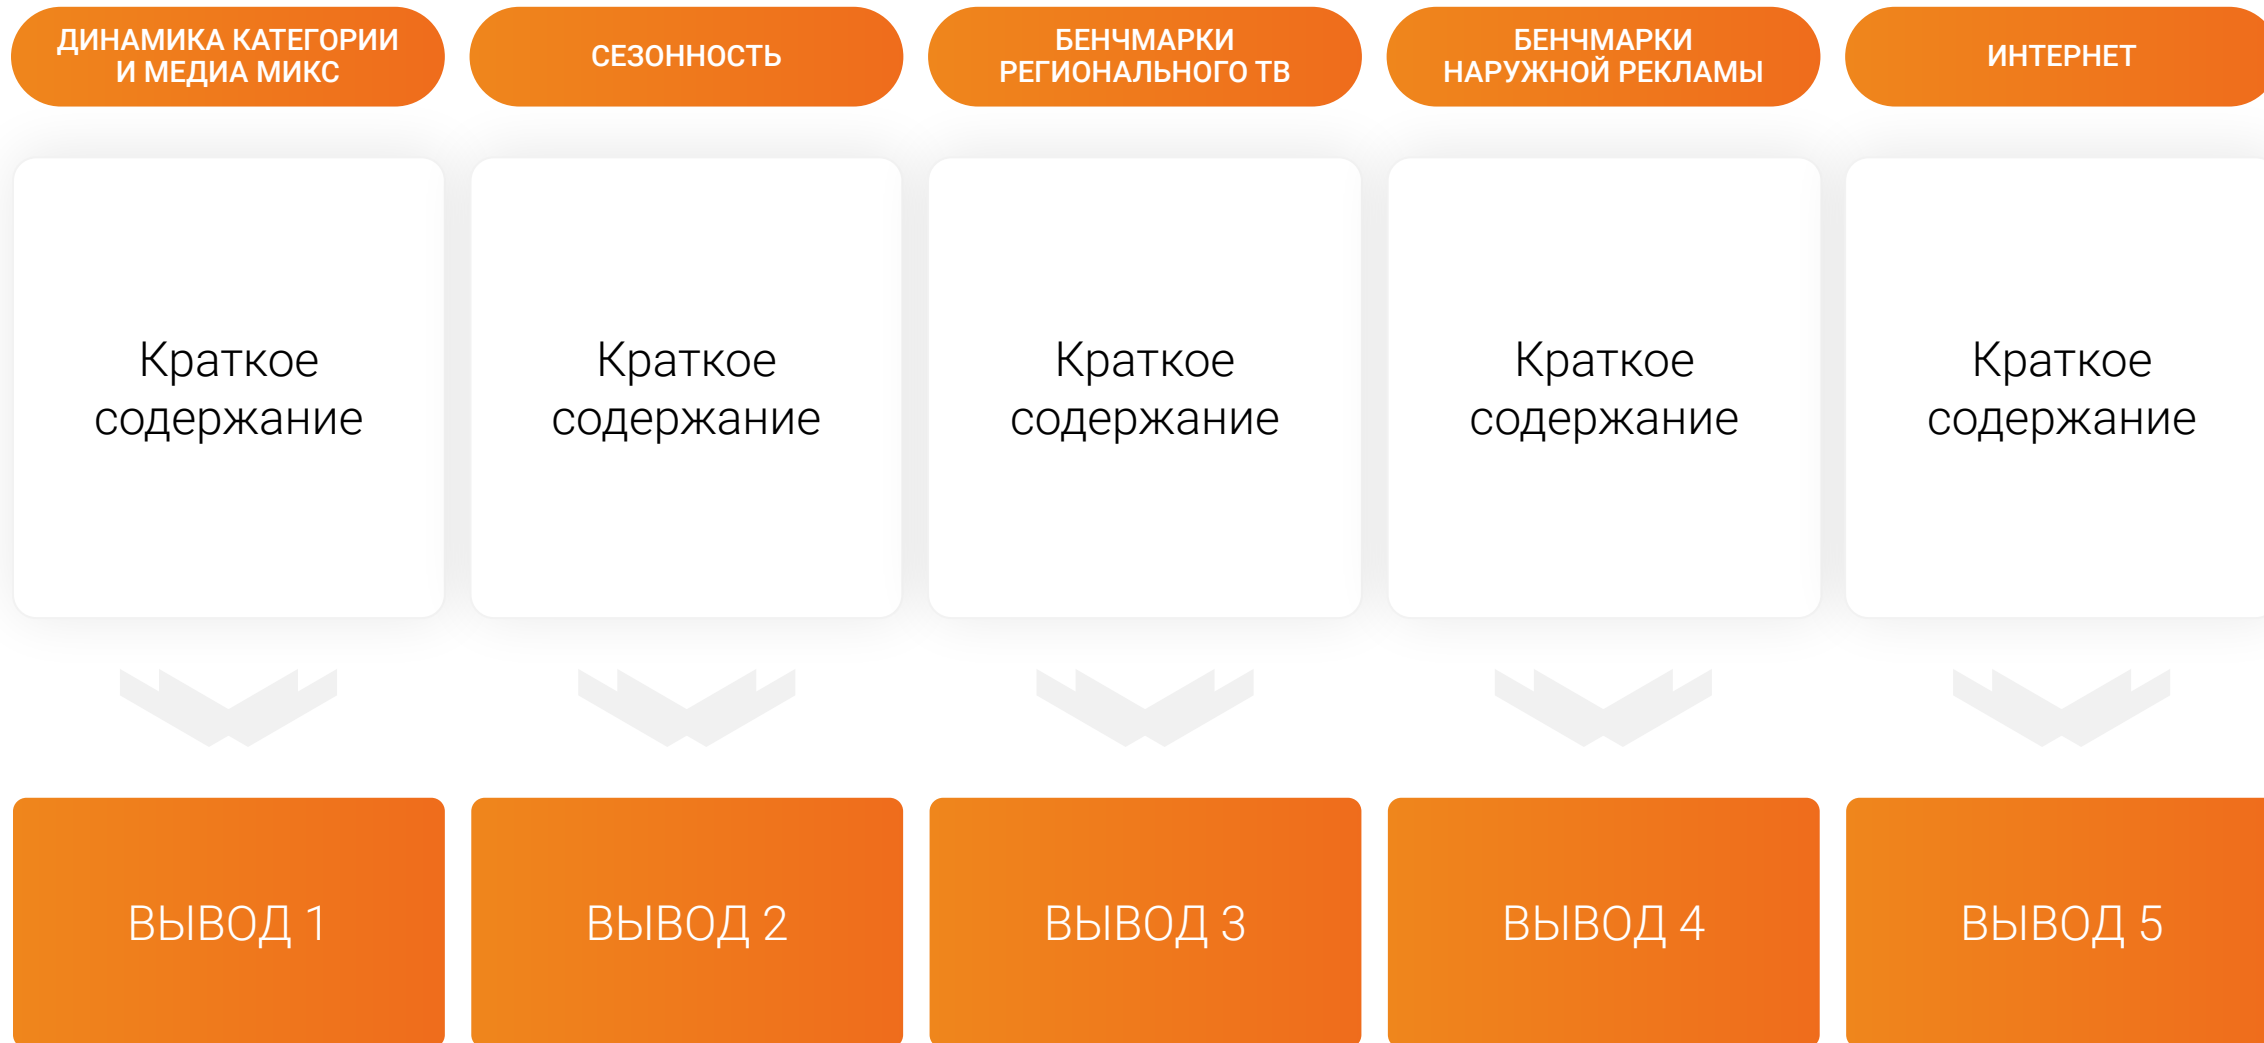 ДИНАМИКА КАТЕГОРИИ
И МЕДИА МИКС
СЕЗОННОСТЬ
БЕНЧМАРКИ
РЕГИОНАЛЬНОГО ТВ
БЕНЧМАРКИ
НАРУЖНОЙ РЕКЛАМЫ
ИНТЕРНЕТ
Краткое
содержание
Краткое
содержание
Краткое
содержание
Краткое
содержание
Краткое
содержание
ВЫВОД 1
ВЫВОД 2
ВЫВОД 3
ВЫВОД 4
ВЫВОД 5